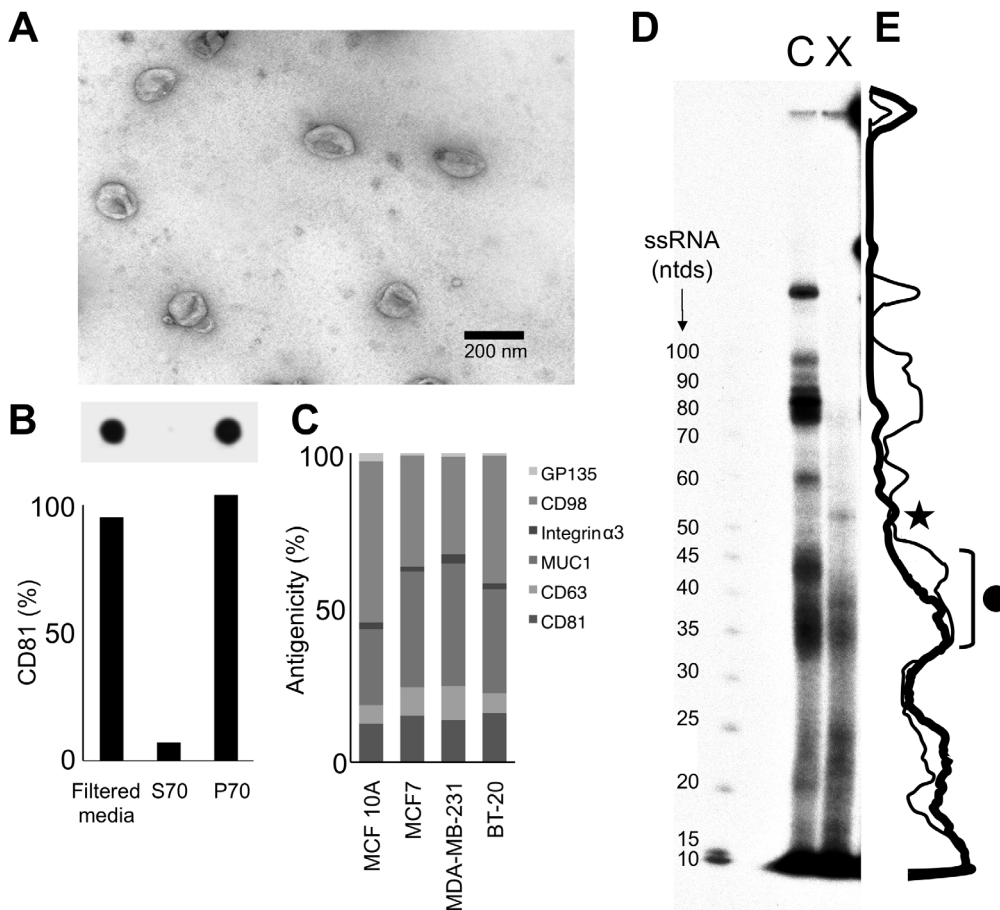 A
200 nm
B
100
50
0
CD81 (%)
Filtered media
S70
P70
C
100
50
0
Antigenicity (%)
GP135
CD98
Integrin α3
MUC1
CD63
CD81
MCF 10A
MCF7
MDA-MB-231
BT-20
D
C X
ssRNA
(ntds)
100
90
80
70
60
50
45
40
35
30
25
20
15
10
E